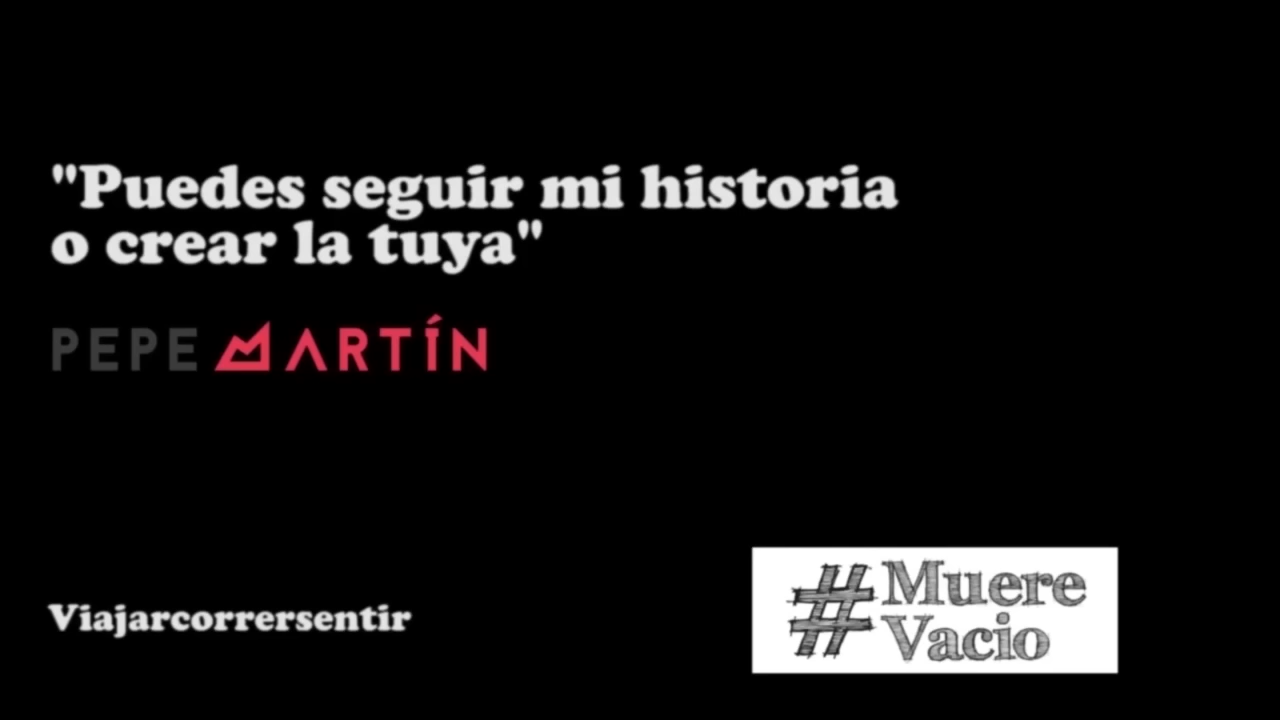 "Puedes seguir mi historia
o crear la tuya"
PEPE MARTÍN
Viajarcorrersentir
#Muere
Vacio